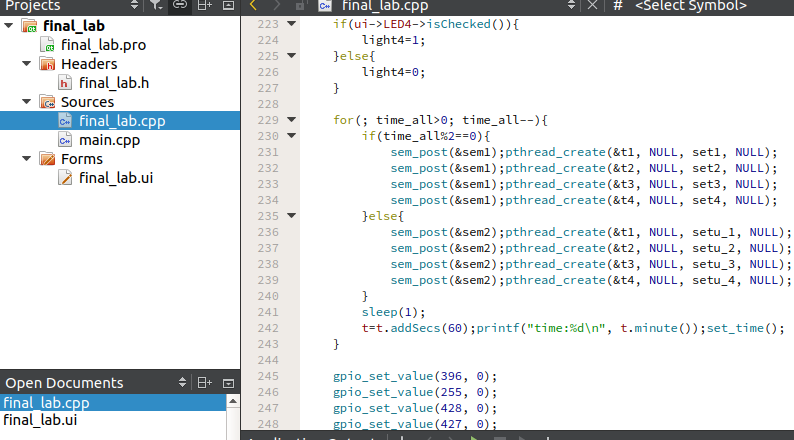 Projects
final_lab
final_lab.pro
Headers
final_lab.h
Sources
final_lab.cpp
main.cpp
Forms
final_lab.ui
Open Documents
final_lab.cpp
final_lab.ui
final_lab.cpp
# <Select Symbol>
223 if(ui->LED4->isChecked()){
224 light4=1;
225 }else{
226 light4=0;
227 }
228
229 for(; time_all>0; time_all--){
230 if(time_all%2==0){
231 sem_post(&sem1);pthread_create(&t1, NULL, set1, NULL);
232 sem_post(&sem1);pthread_create(&t2, NULL, set2, NULL);
233 sem_post(&sem1);pthread_create(&t3, NULL, set3, NULL);
234 sem_post(&sem1);pthread_create(&t4, NULL, set4, NULL);
235 }else{
236 sem_post(&sem2);pthread_create(&t1, NULL, setu_1, NULL);
237 sem_post(&sem2);pthread_create(&t2, NULL, setu_2, NULL);
238 sem_post(&sem2);pthread_create(&t3, NULL, setu_3, NULL);
239 sem_post(&sem2);pthread_create(&t4, NULL, setu_4, NULL);
240 }
241 sleep(1);
242 t=t.addSecs(60);printf("time:%d\n", t.minute());set_time();
243 }
244
245 gpio_set_value(396, 0);
246 gpio_set_value(255, 0);
247 gpio_set_value(428, 0);
248 gpio_set_value(427, 0);